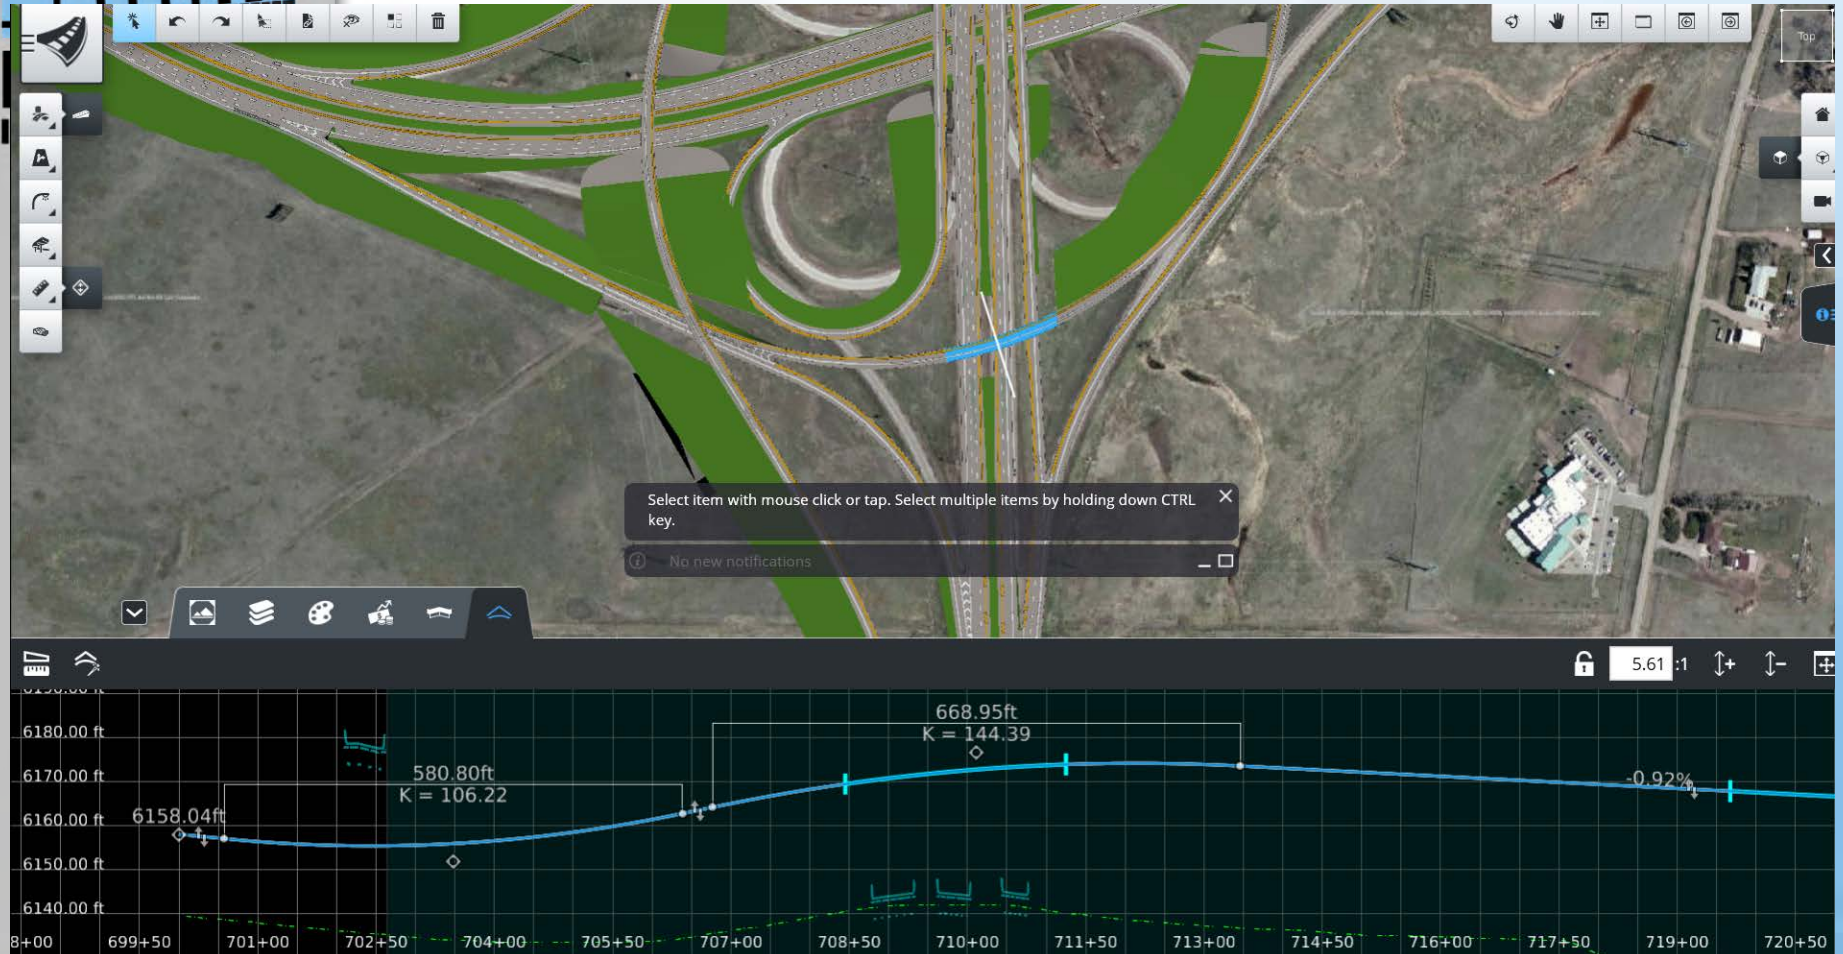 Top
Select item with mouse click or tap. Select multiple items by holding down CTRL
key.
No new notifications
5.61 :1
6190.00 ft
6180.00 ft
6170.00 ft
6160.00 ft
6150.00 ft
6140.00 ft
6158.04ft
580.80ft
K = 106.22
668.95ft
K = 144.39
-0.92%
8+00 699+50 701+00 702+50 704+00 705+50 707+00 708+50 710+00 711+50 713+00 714+50 716+00 717+50 719+00 720+50